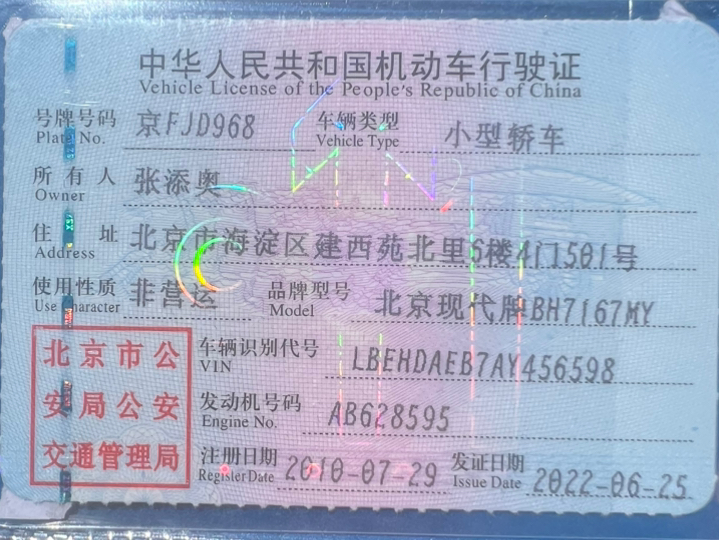 中华人民共和国机动车行驶证
Vehicle License of the People's Republic of China
号牌号码 京FJD968 车辆类型 小型轿车
Plate No. Vehicle Type
所有人 张添奥
Owner
住址 北京市海淀区建西苑北里5楼4门1501号
Address
使用性质 非营运 品牌型号 北京现代牌BH7167MY
Use Character Model
北京市公
安局公安
交通管理局
车辆识别代号 LBEHDAEB7AY456598
VIN
发动机号码 AB628595
Engine No.
注册日期 2010-07-29 发证日期 2022-06-25
Register Date Issue Date